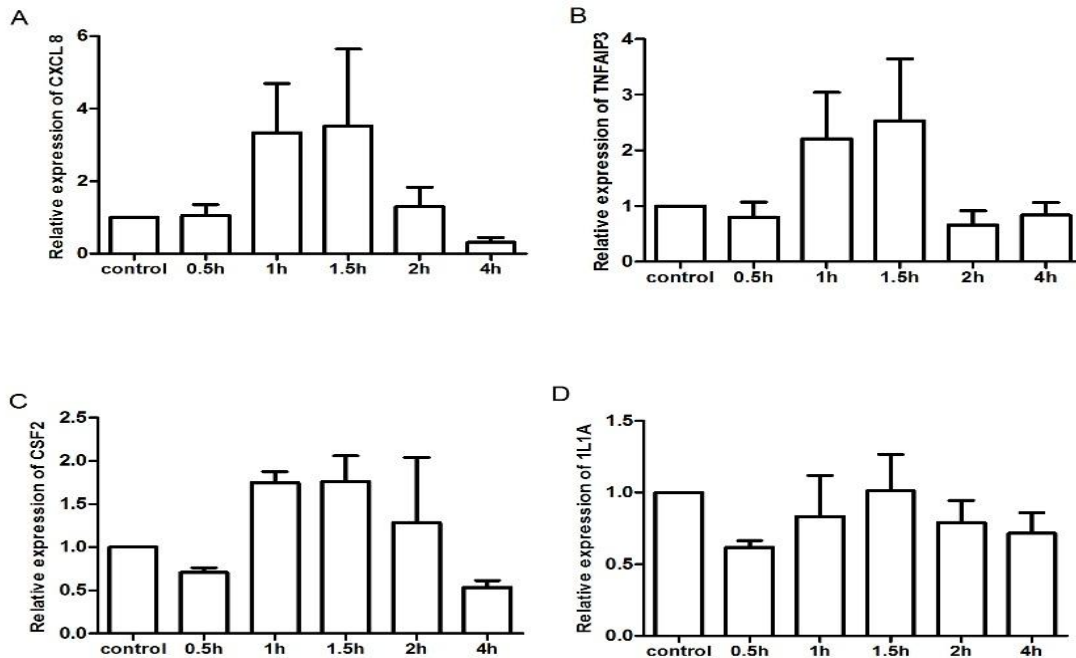 A
Relative expression of CXCL8
6
4
2
0
control 0.5h 1h 1.5h 2h 4h
B
Relative expression of TNFAIP3
4
3
2
1
0
control 0.5h 1h 1.5h 2h 4h
C
Relative expression of CSF2
2.5
2.0
1.5
1.0
0.5
0.0
control 0.5h 1h 1.5h 2h 4h
D
Relative expression of 1L1A
1.5
1.0
0.5
0.0
control 0.5h 1h 1.5h 2h 4h